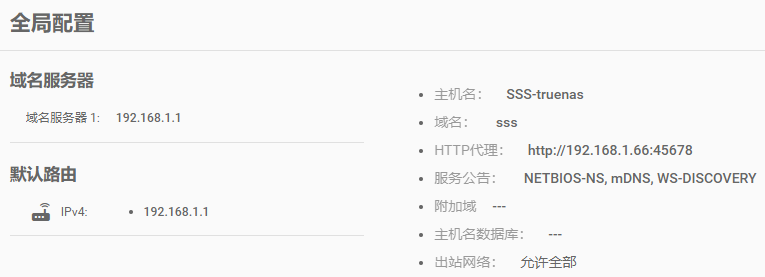 全局配置
域名服务器
域名服务器 1: 192.168.1.1
默认路由
IPv4: • 192.168.1.1
• 主机名： SSS-truenas
• 域名： sss
• HTTP代理： http://192.168.1.66:45678
• 服务公告： NETBIOS-NS, mDNS, WS-DISCOVERY
• 附加域 ---
• 主机名数据库： ---
• 出站网络： 允许全部